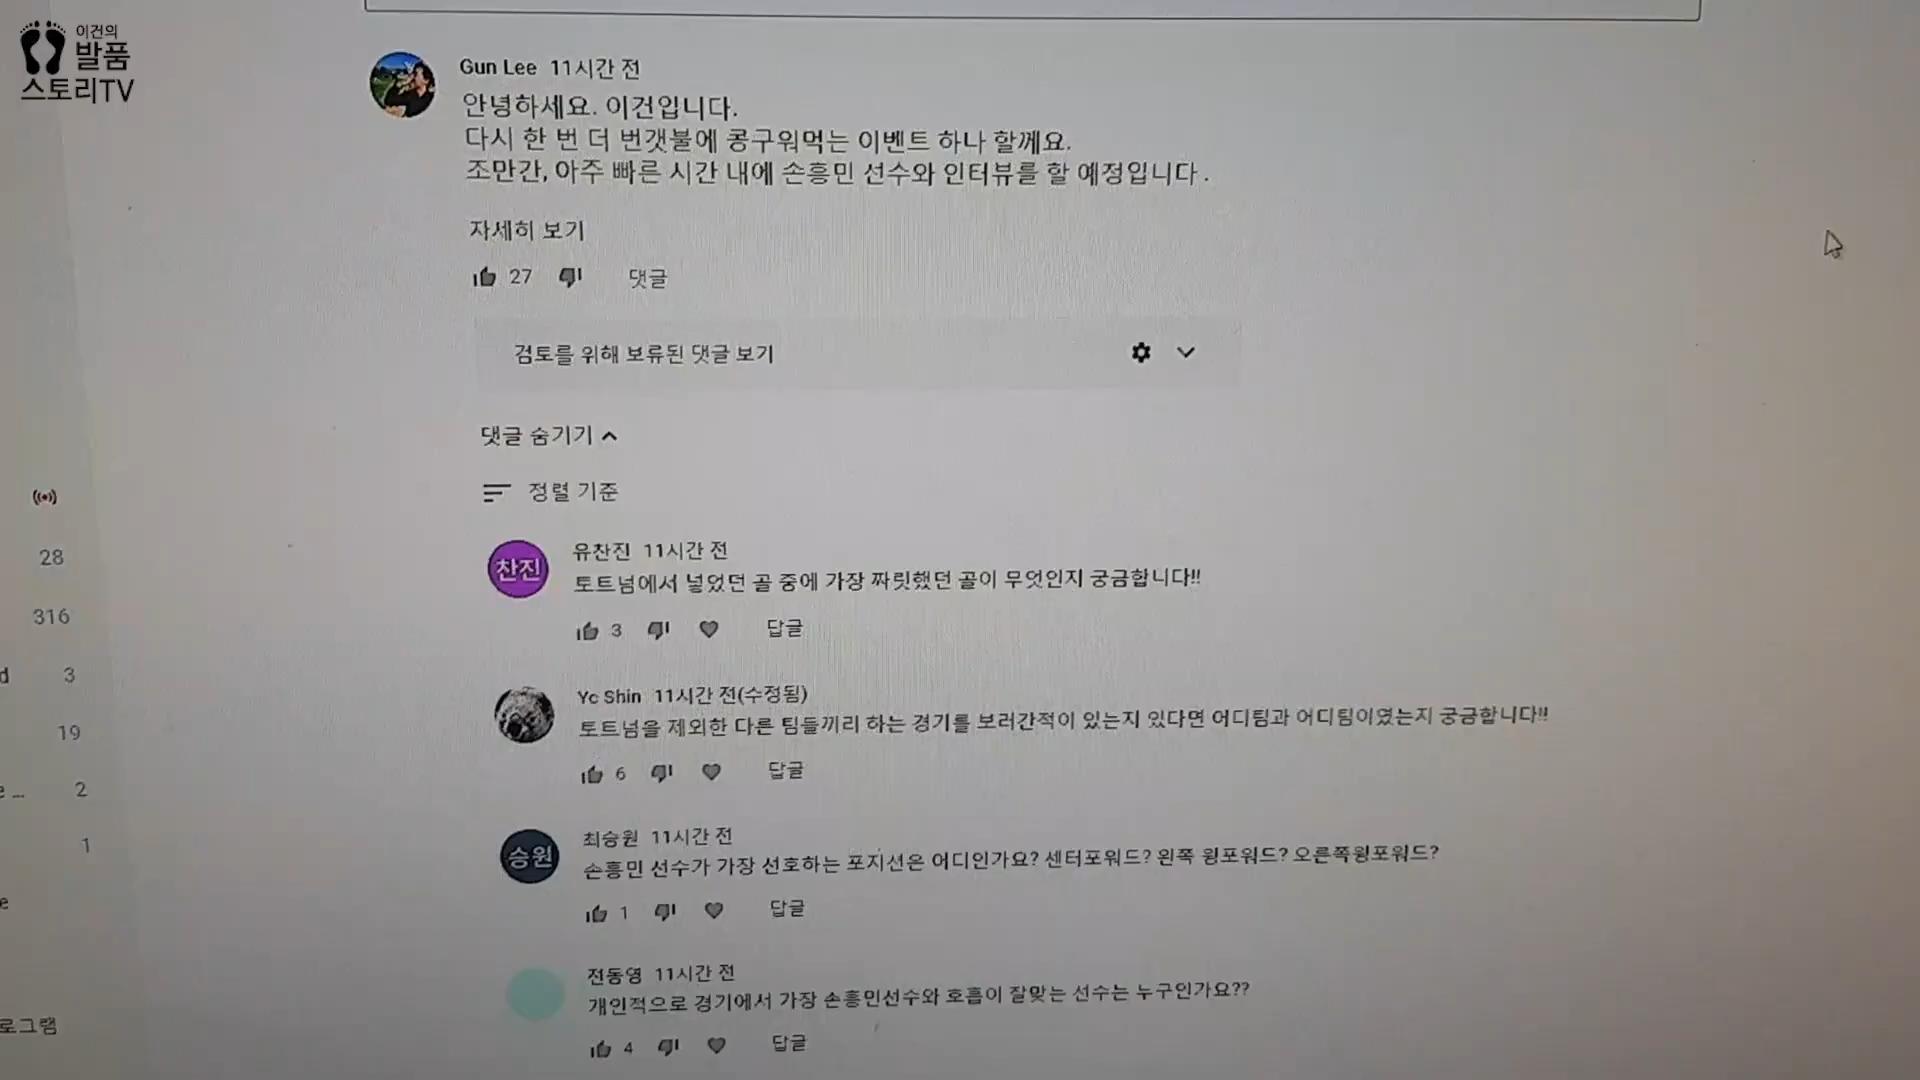 이건의
발품
스토리TV
Gun Lee 11시간 전
안녕하세요. 이건입니다.
다시 한 번 더 번갯불에 콩구워먹는 이벤트 하나 할께요.
조만간, 아주 빠른 시간 내에 손흥민 선수와 인터뷰를 할 예정입니다.
자세히 보기
27 댓글
검토를 위해 보류된 댓글 보기
댓글 숨기기
정렬 기준
찬진
유찬진 11시간 전
토트넘에서 넣었던 골 중에 가장 짜릿했던 골이 무엇인지 궁금합니다!!
3 답글
Yc Shin 11시간 전(수정됨)
토트넘을 제외한 다른 팀들끼리 하는 경기를 보러간적이 있는지 있다면 어디팀과 어디팀이였는지 궁금합니다!!
6 답글
승원
최승원 11시간 전
손흥민 선수가 가장 선호하는 포지션은 어디인가요? 센터포워드? 왼쪽 윙포워드? 오른쪽윙포워드?
1 답글
전동영 11시간 전
개인적으로 경기에서 가장 손흥민선수와 호흡이 잘맞는 선수는 누구인가요??
4 답글
28
316
d 3
19
e ... 2
1
e
로그램